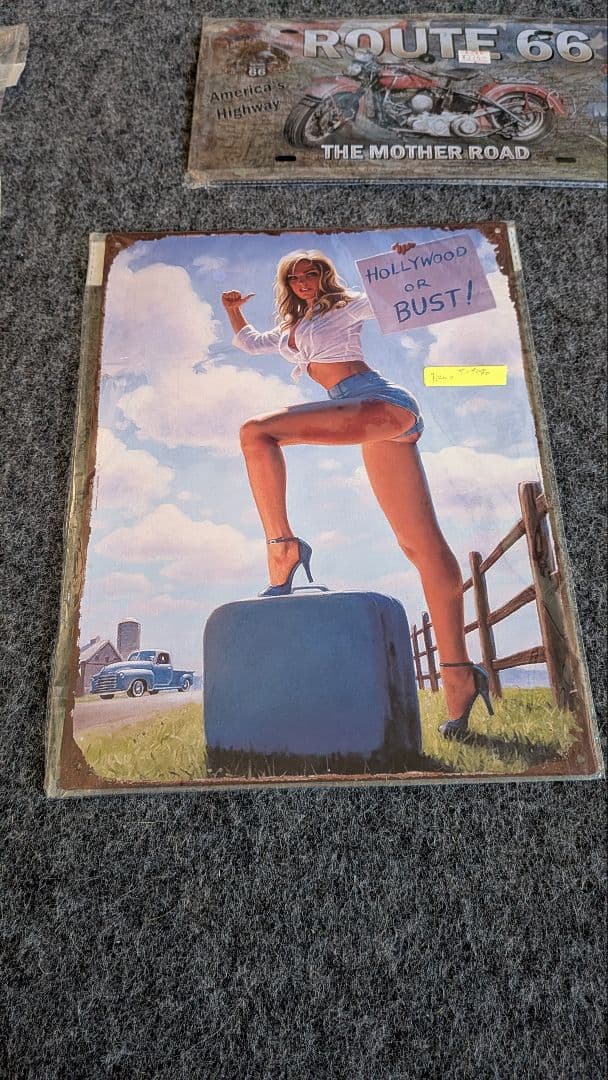 ROUTE 66
America's
Highway
THE MOTHER ROAD
HOLLYWOOD
OR
BUST!